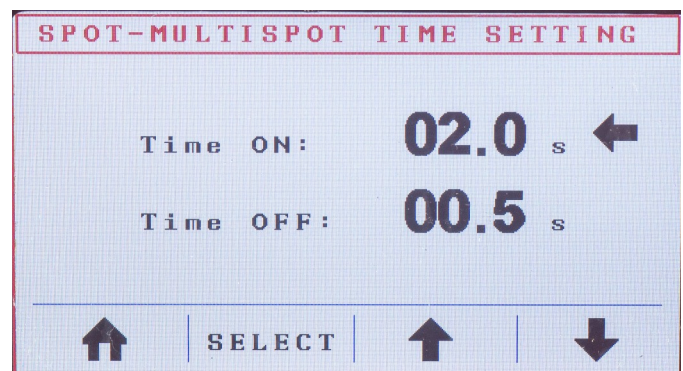 SPOT-MULTISPOT TIME SETTING
Time ON: 02.0 s
Time OFF: 00.5 s
SELECT